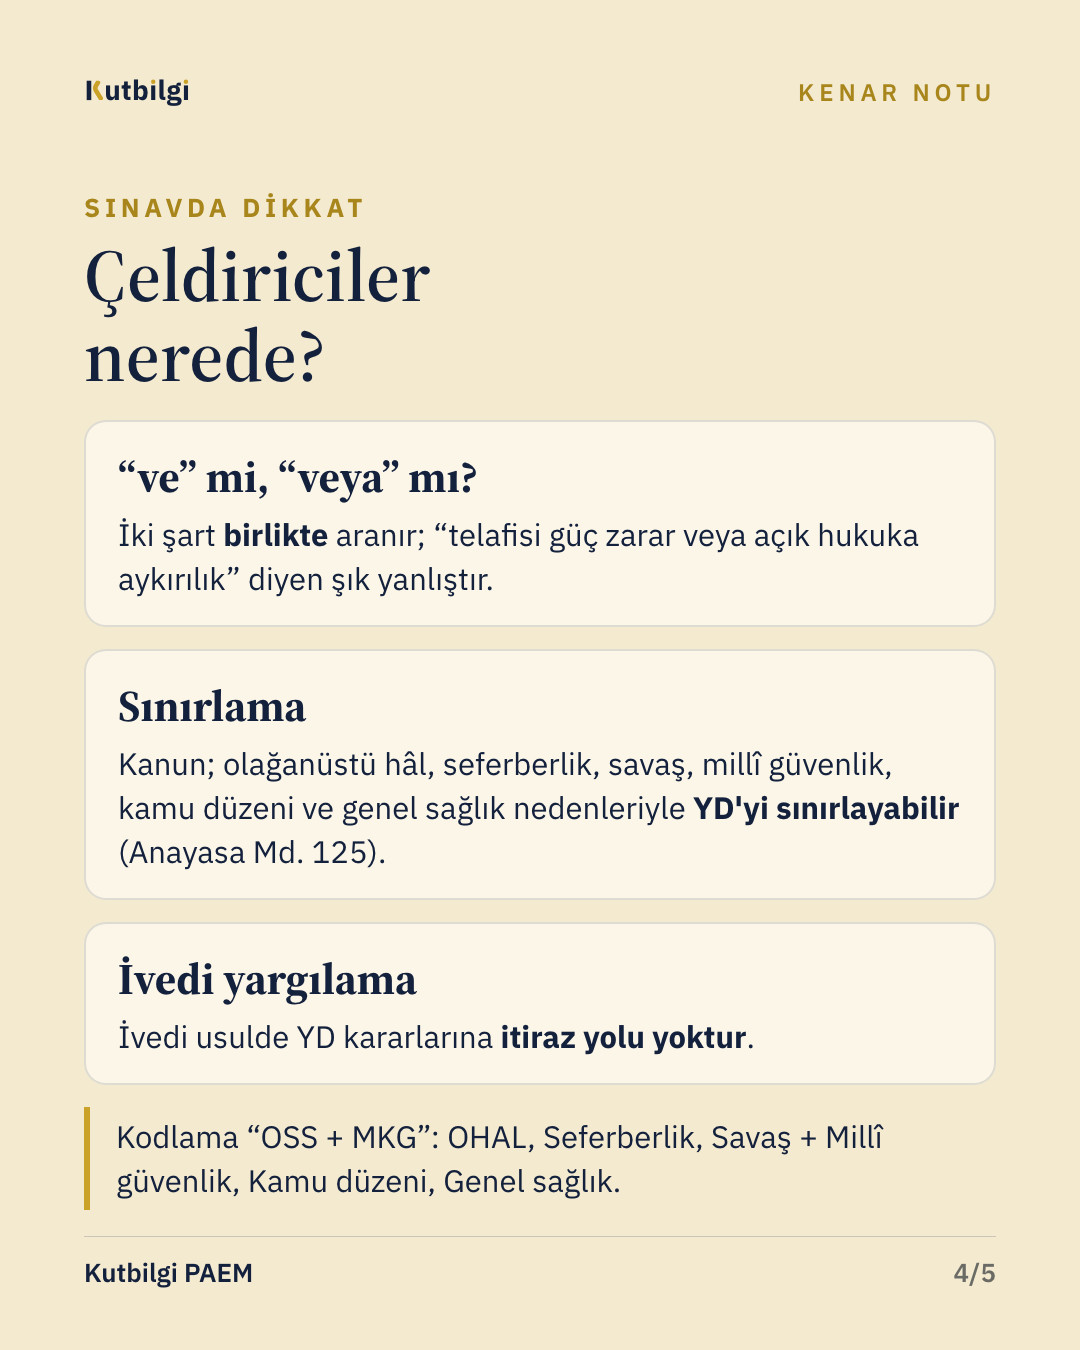 Kutbilgi
KENAR NOTU
SINAVDA DİKKAT
Çeldiriciler
nerede?
“ve” mi, “veya” mı?
İki şart birlikte aranır; “telafisi güç zarar veya açık hukuka
aykırılık” diyen şık yanlıştır.
Sınırlama
Kanun; olağanüstü hâl, seferberlik, savaş, millî güvenlik,
kamu düzeni ve genel sağlık nedenleriyle YD'yi sınırlayabilir
(Anayasa Md. 125).
İvedi yargılama
İvedi usulde YD kararlarına itiraz yolu yoktur.
Kodlama “OSS + MKG”: OHAL, Seferberlik, Savaş + Millî
güvenlik, Kamu düzeni, Genel sağlık.
Kutbilgi PAEM
4/5